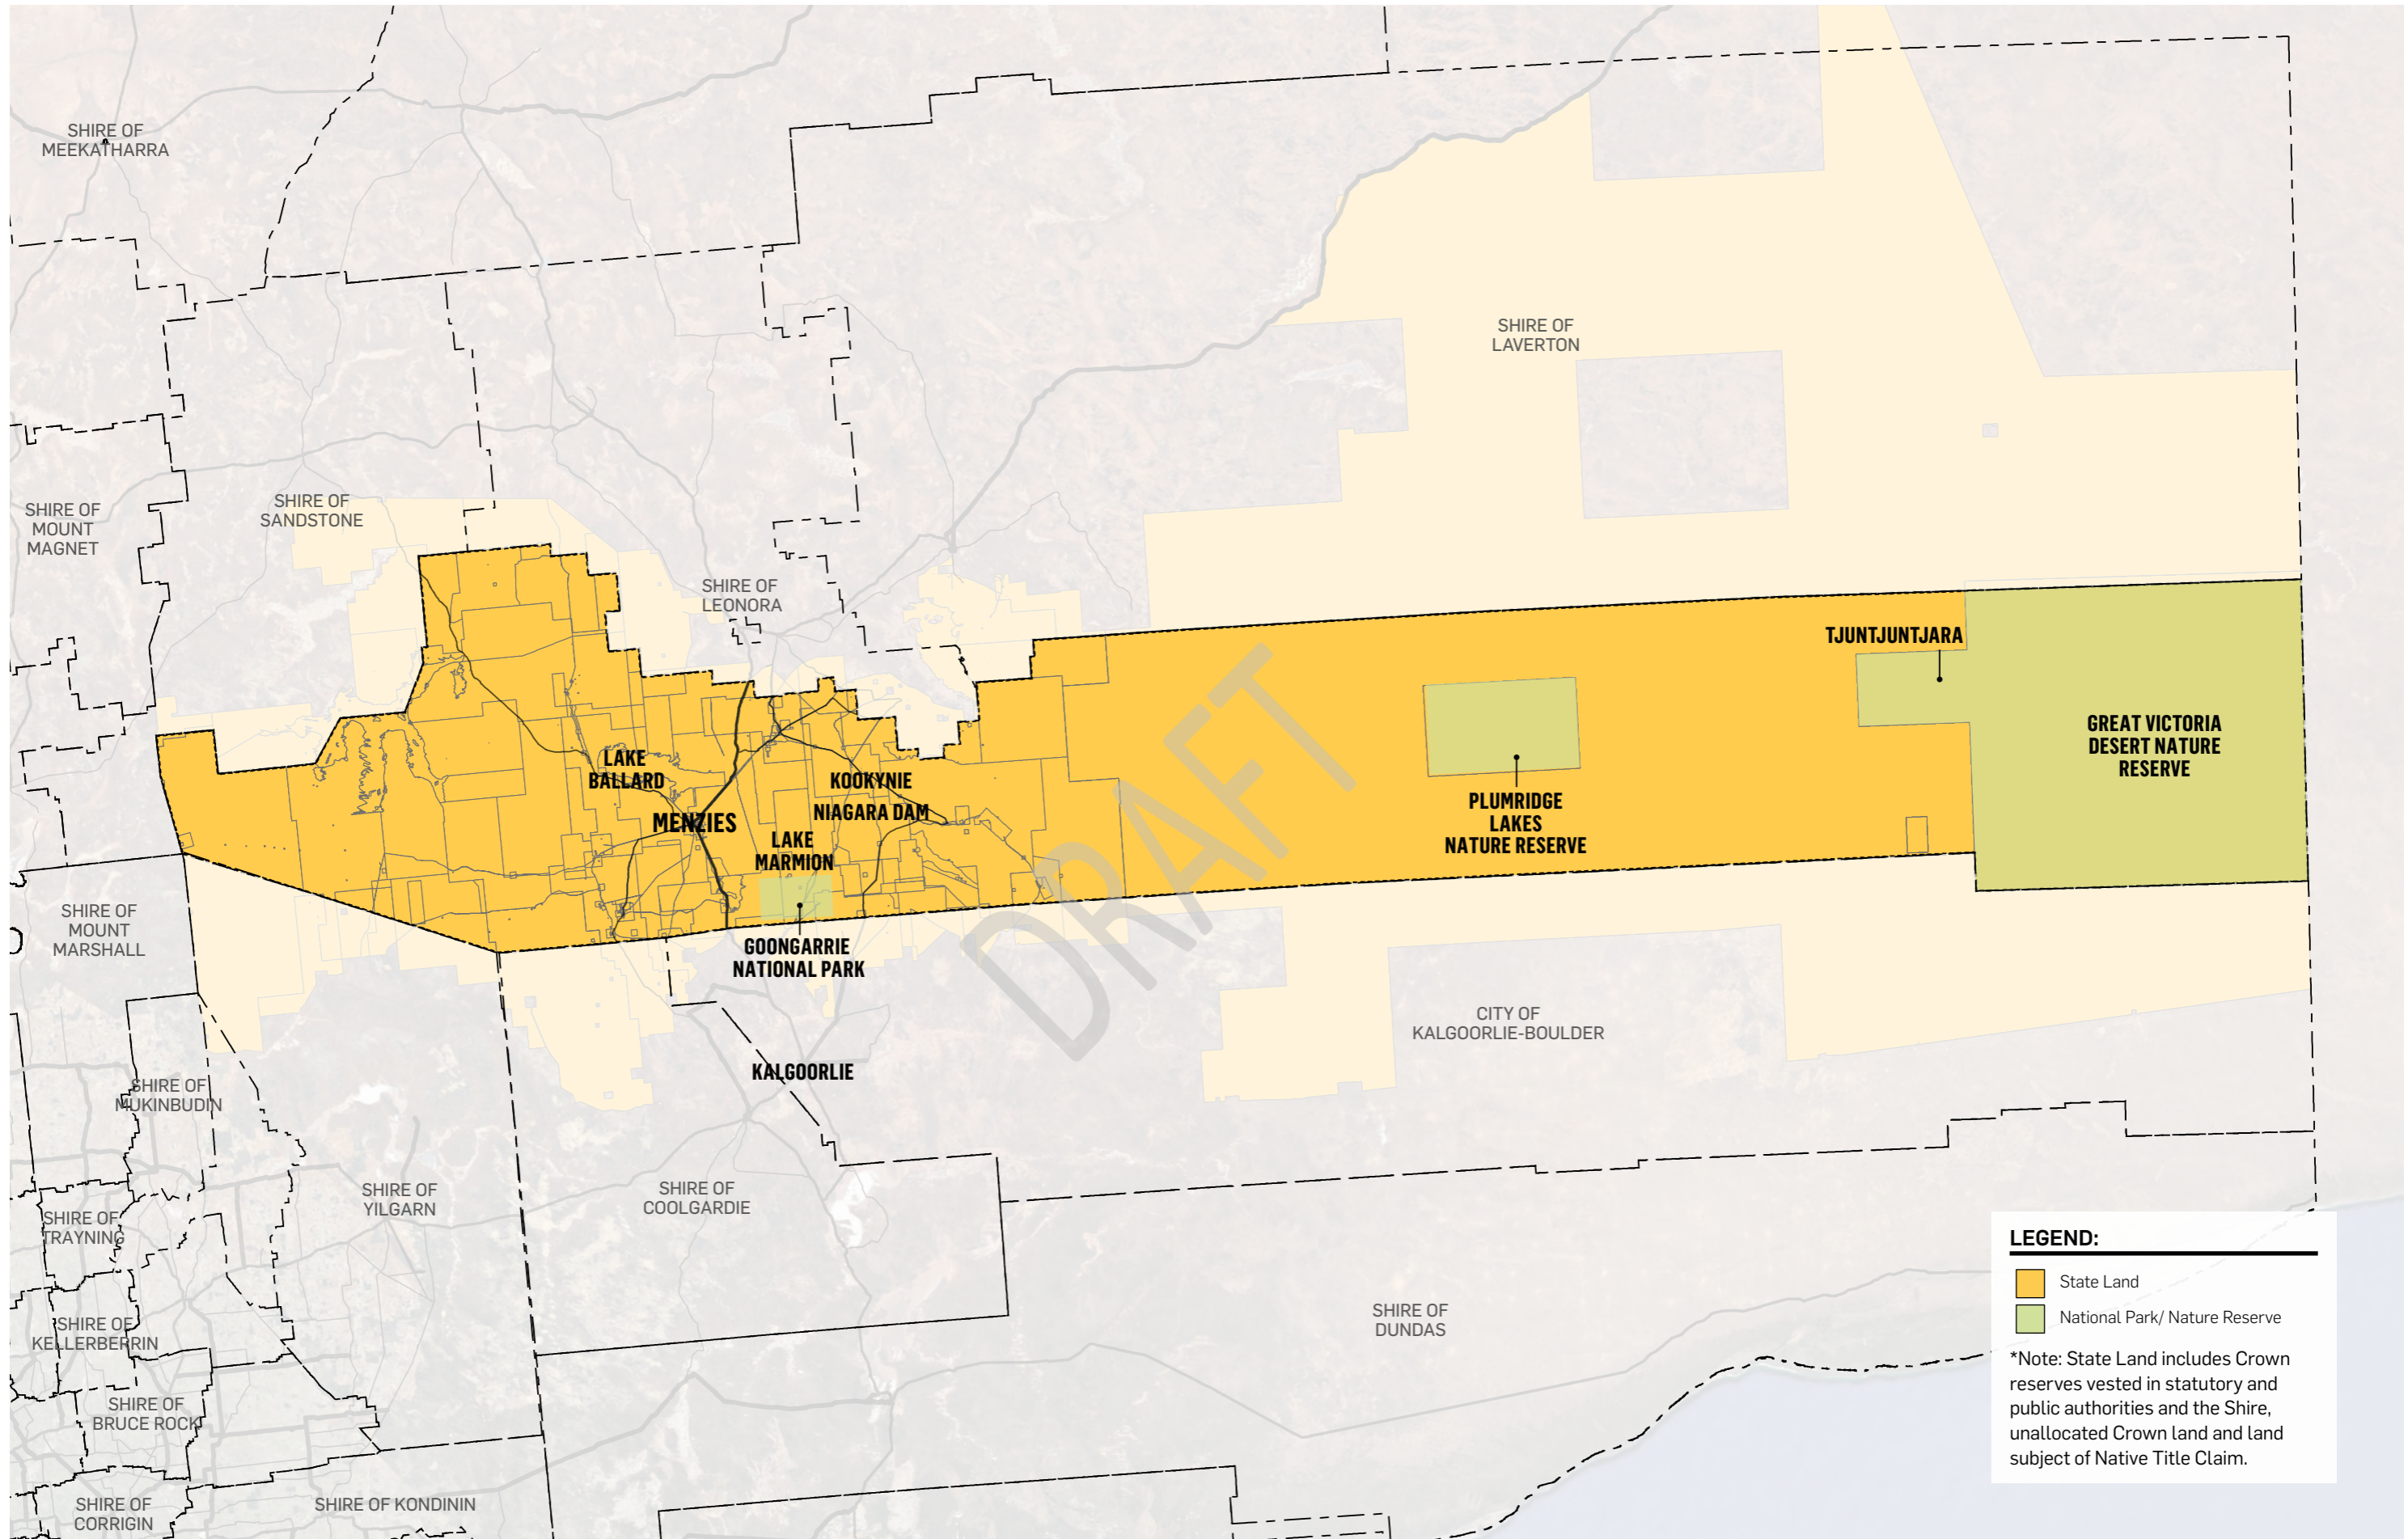 SHIRE OF
MEEKATHARRA
SHIRE OF
LAVERTON
SHIRE OF
SANDSTONE
SHIRE OF
MOUNT
MAGNET
SHIRE OF
LEONORA
TJUNTJUNTJARA
GREAT VICTORIA
DESERT NATURE
RESERVE
LAKE
BALLARD
KOOKYNIE
NIAGARA DAM
MENZIES
LAKE
MARMION
PLUMRIDGE
LAKES
NATURE RESERVE
DRAFT
SHIRE OF
MOUNT
MARSHALL
GOONGARRIE
NATIONAL PARK
CITY OF
KALGOORLIE-BOULDER
KALGOORLIE
SHIRE OF
MUKINBUDIN
SHIRE OF
YILGARN
SHIRE OF
COOLGARDIE
SHIRE OF
TRAYNING
SHIRE OF
KELLERBERRIN
SHIRE OF
DUNDAS
SHIRE OF
BRUCE ROCK
SHIRE OF
CORRIGIN
SHIRE OF KONDININ
LEGEND:
State Land
National Park/ Nature Reserve
*Note: State Land includes Crown
reserves vested in statutory and
public authorities and the Shire,
unallocated Crown land and land
subject of Native Title Claim.